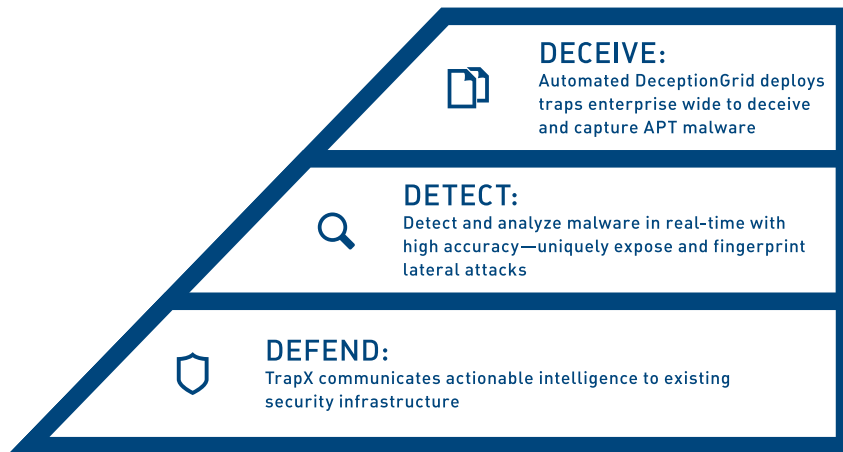 DECEIVE:
Automated DeceptionGrid deploys
traps enterprise wide to deceive
and capture APT malware
DETECT:
Detect and analyze malware in real-time with
high accuracy—uniquely expose and fingerprint
lateral attacks
DEFEND:
TrapX communicates actionable intelligence to existing
security infrastructure